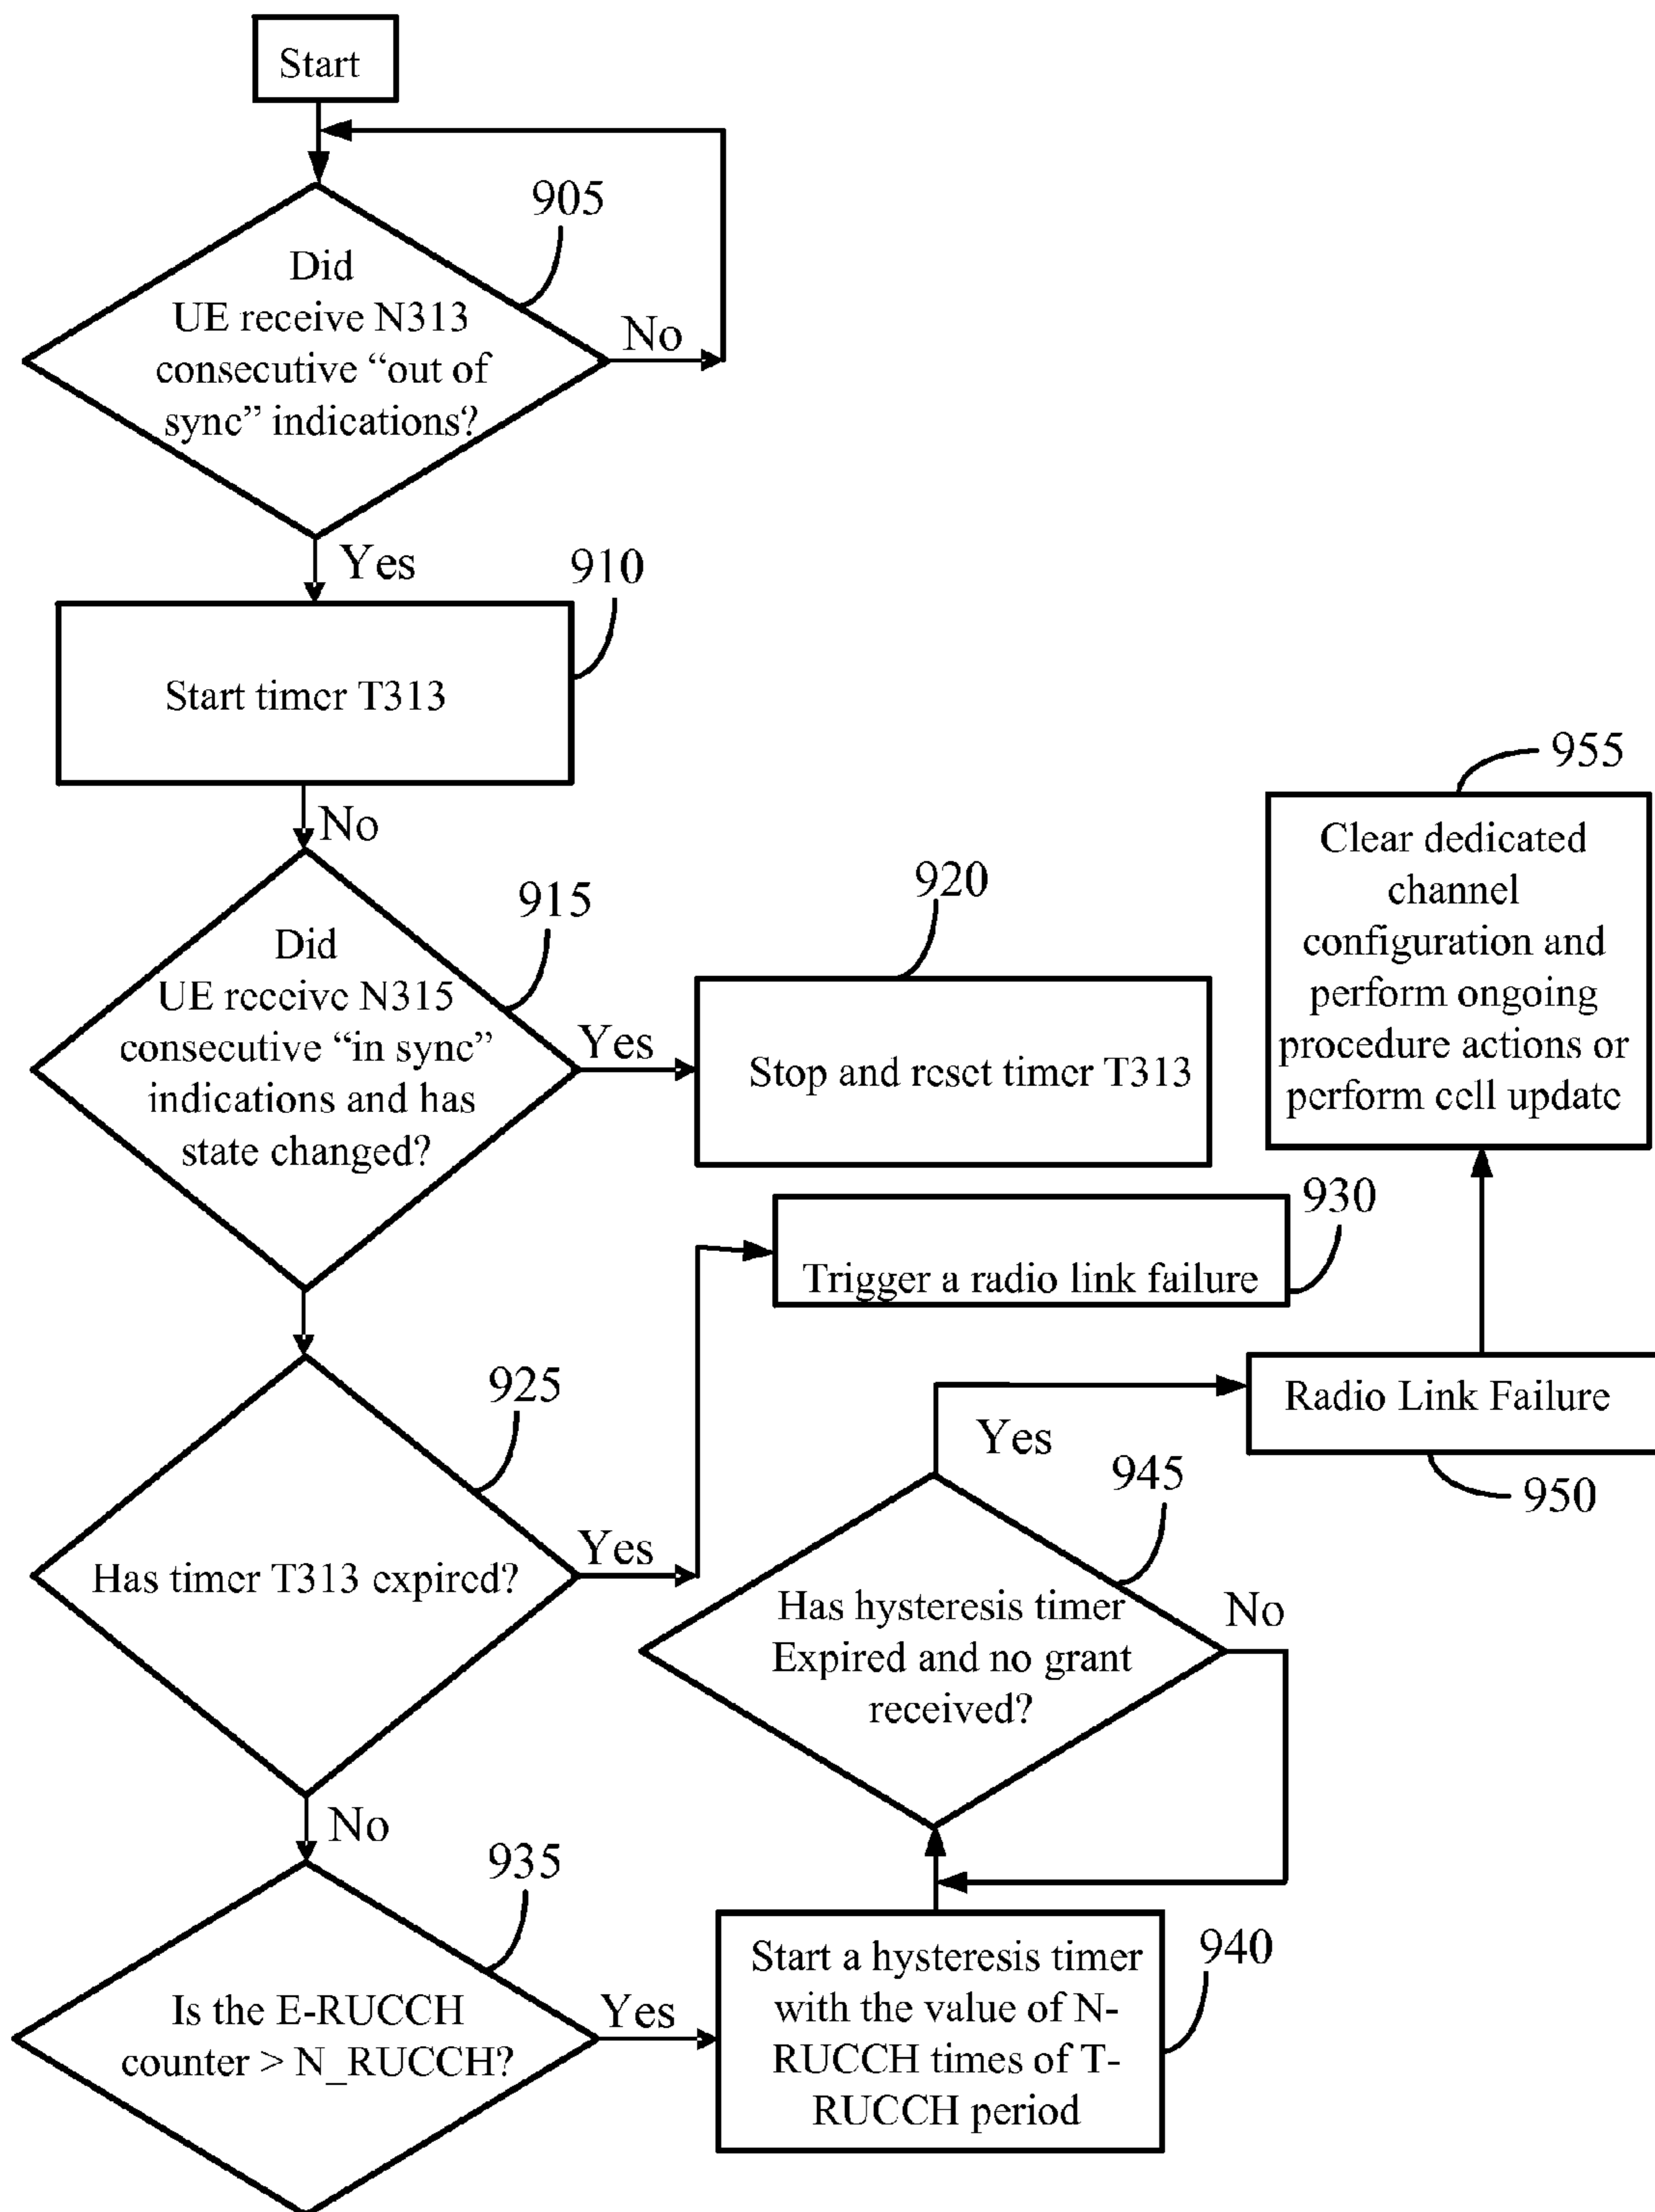 Start
905
Did
UE receive N313
consecutive “out of
sync” indications?
No
Yes
910
Start timer T313
No
915
Did
UE receive N315
consecutive “in sync”
indications and has
state changed?
Yes
920
Stop and reset timer T313
955
Clear dedicated
channel
configuration and
perform ongoing
procedure actions or
perform cell update
930
Trigger a radio link failure
925
Has timer T313 expired?
Yes
No
Radio Link Failure
950
Yes
945
Has hysteresis timer
Expired and no grant
received?
No
935
Is the E-RUCCH
counter > N_RUCCH?
Yes
940
Start a hysteresis timer
with the value of N-
RUCCH times of T-
RUCCH period